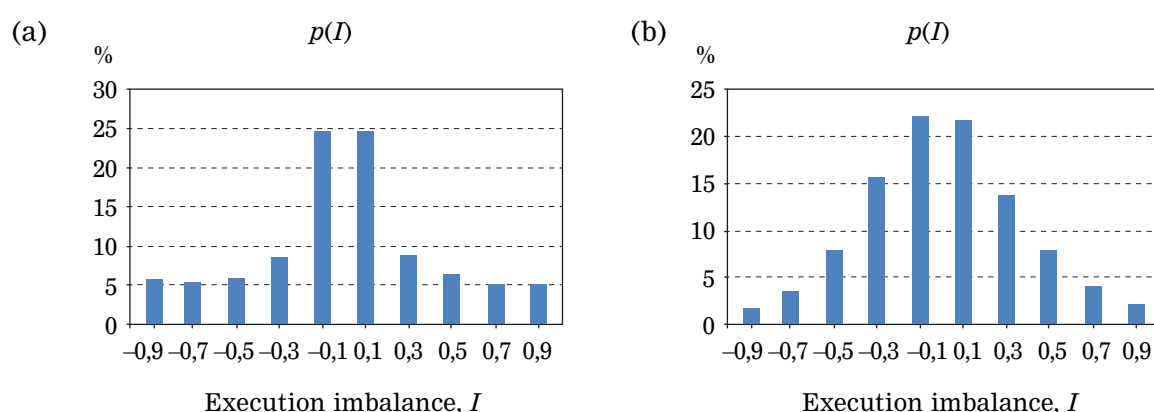 (a)
p(I)
%
30
25
20
15
10
5
0
–0,9 –0,7 –0,5 –0,3 –0,1 0,1 0,3 0,5 0,7 0,9
Execution imbalance, I
(b)
p(I)
%
25
20
15
10
5
0
–0,9 –0,7 –0,5 –0,3 –0,1 0,1 0,3 0,5 0,7 0,9
Execution imbalance, I